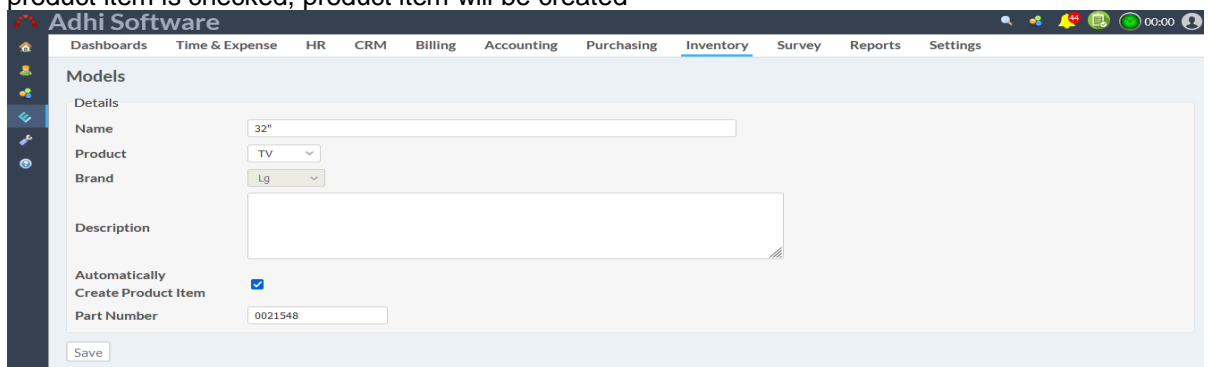 product item is checked, product item will be created
Adhi Software 44 00:00
Dashboards Time & Expense HR CRM Billing Accounting Purchasing Inventory Survey Reports Settings
Models
Details
Name 32"
Product TV
Brand Lg
Description
Automatically
Create Product Item
Part Number 0021548
Save